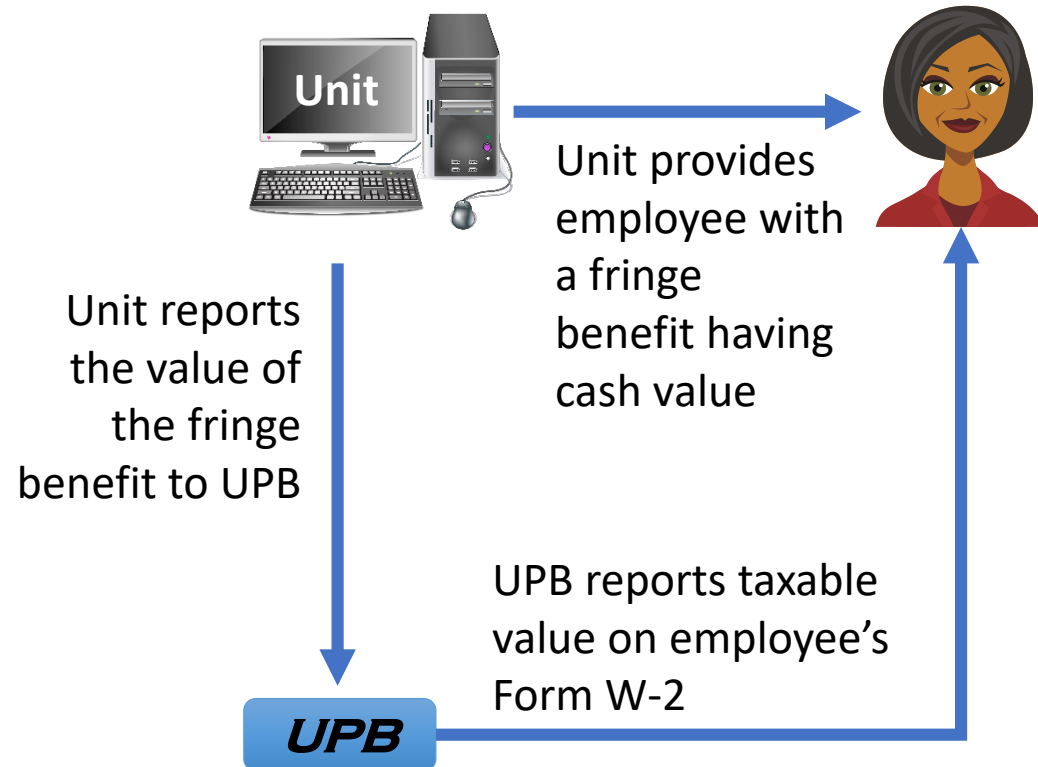 Unit
Unit provides
employee with
a fringe
benefit having
cash value
Unit reports
the value of
the fringe
benefit to UPB
UPB reports taxable
value on employee’s
Form W-2
UPB